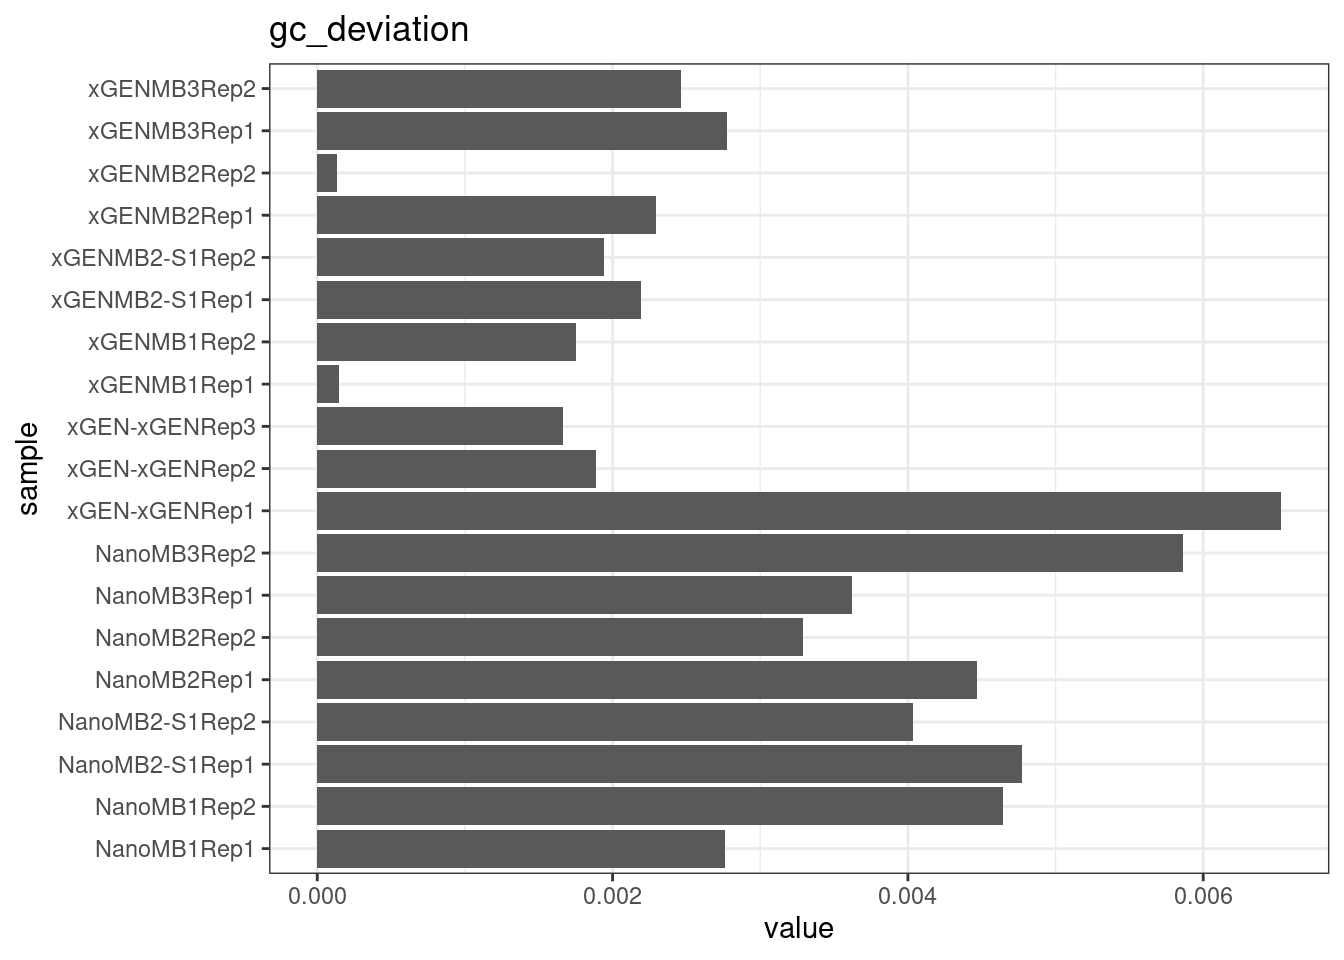 gc_deviation
xGENMB3Rep2
xGENMB3Rep1
xGENMB2Rep2
xGENMB2Rep1
xGENMB2-S1Rep2
xGENMB2-S1Rep1
xGENMB1Rep2
xGENMB1Rep1
xGEN-xGENRep3
xGEN-xGENRep2
xGEN-xGENRep1
NanoMB3Rep2
NanoMB3Rep1
NanoMB2Rep2
NanoMB2Rep1
NanoMB2-S1Rep2
NanoMB2-S1Rep1
NanoMB1Rep2
NanoMB1Rep1
sample
0.000 0.002 0.004 0.006
value